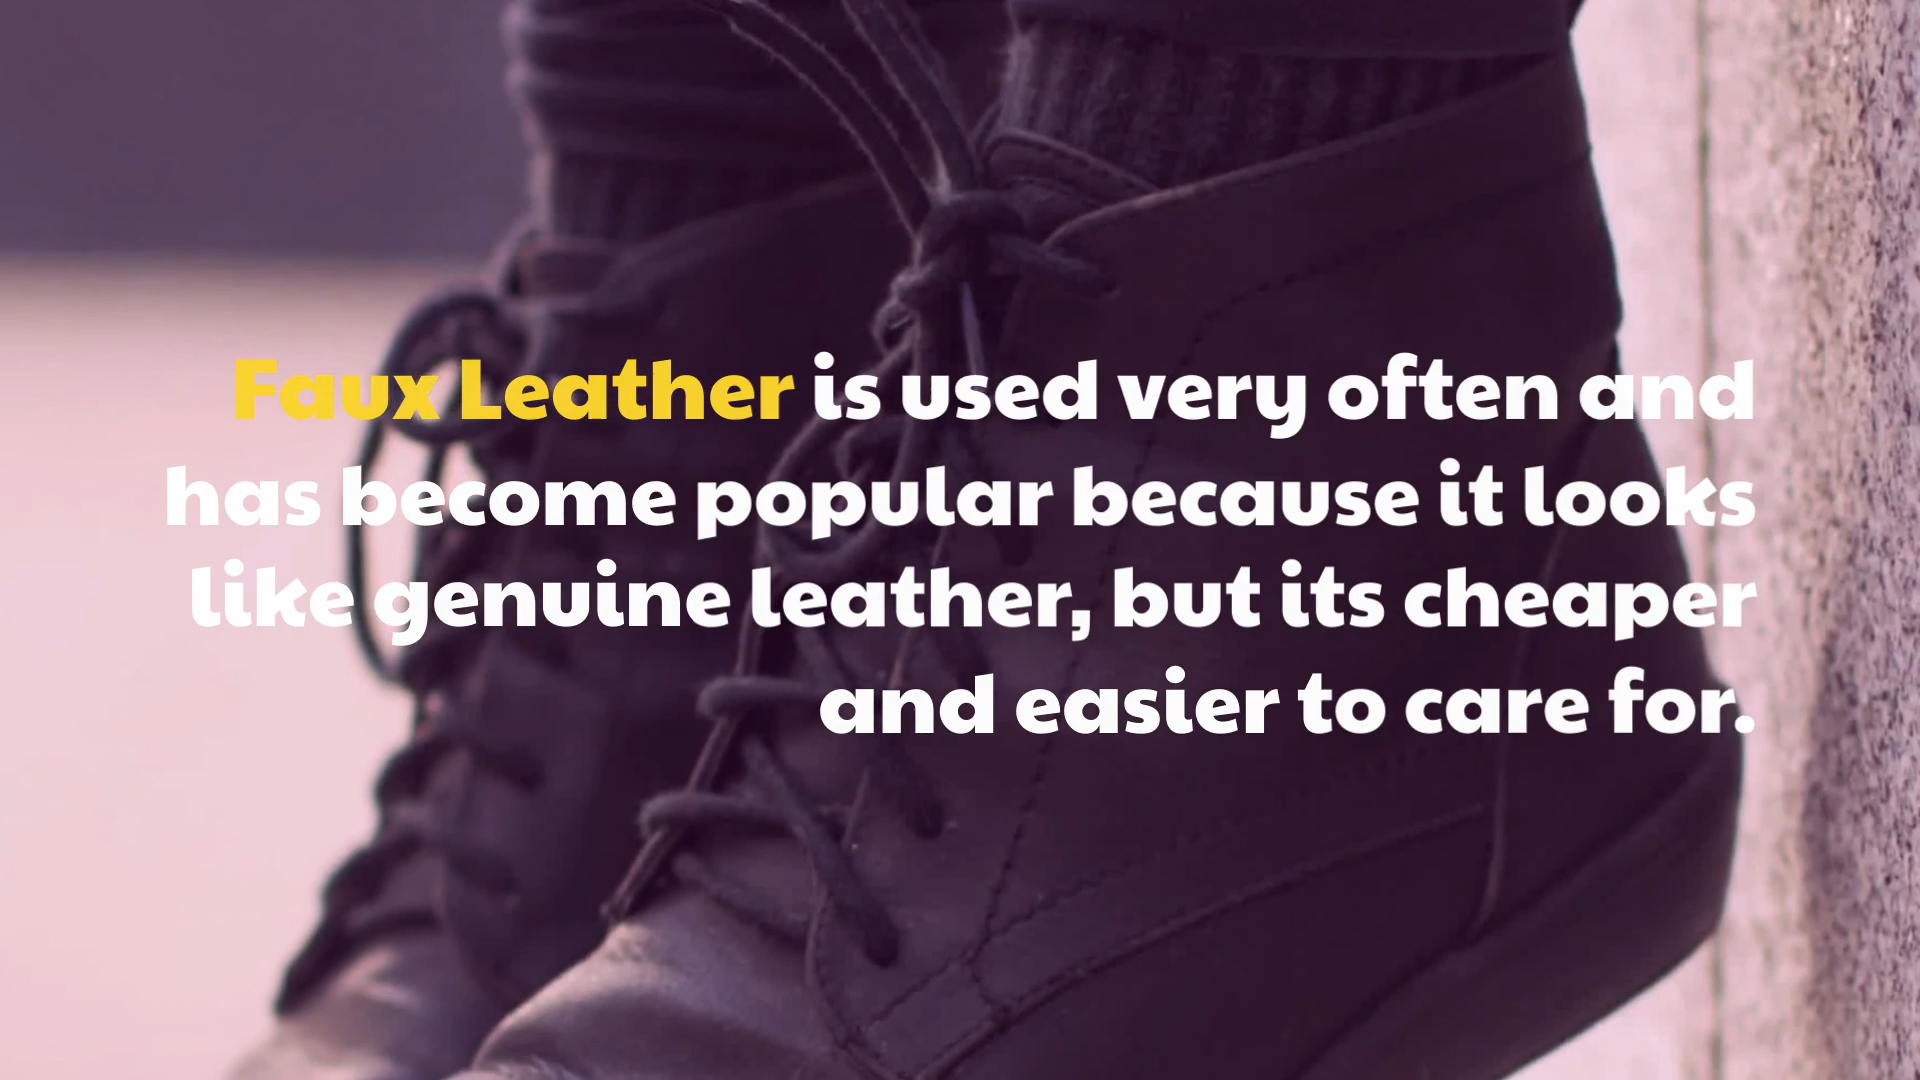 Faux Leather is used very often and
has become popular because it looks
like genuine leather, but its cheaper
and easier to care for.